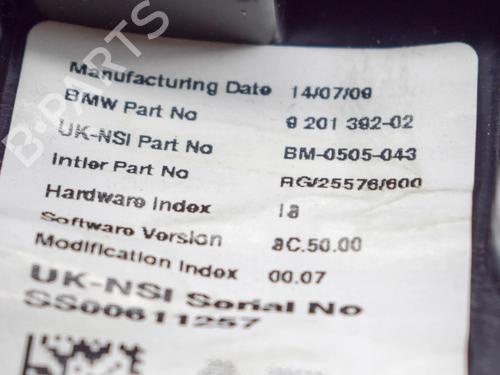 Manufacturing Date 14/07/09
BMW Part No 9 201 392-02
UK-NSI Part No BM-0505-043
Intier Part No RG/25576/600
Hardware Index 1a
Software Version 8C.50.00
Modification Index 00.07
UK-NSI Serial No
SS00611257
B-PARTS